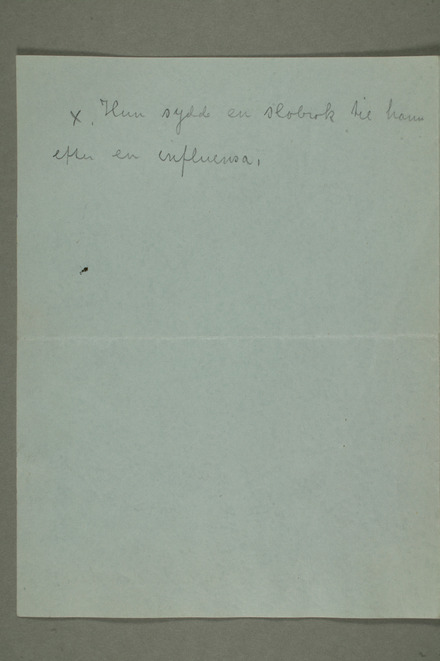 x. Hun sydde en slobrok til ham
efter en influensa.